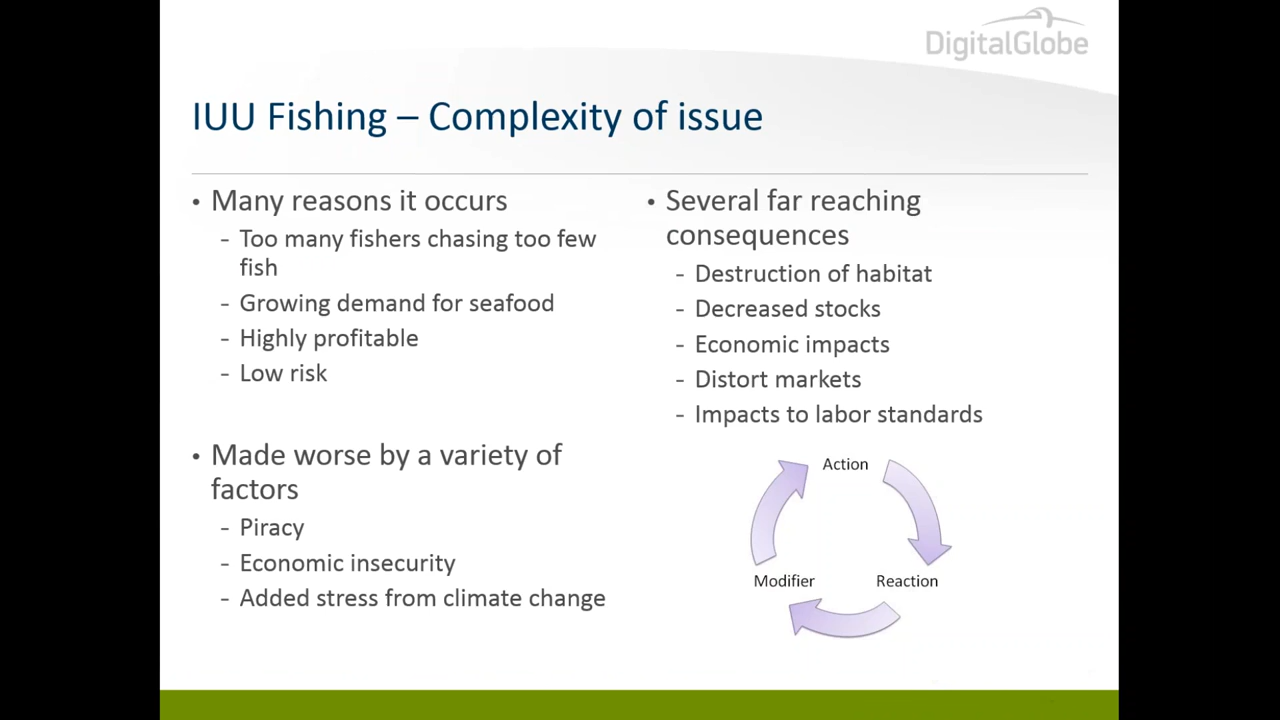 DigitalGlobe
IUU Fishing – Complexity of issue
• Many reasons it occurs
- Too many fishers chasing too few
fish
- Growing demand for seafood
- Highly profitable
- Low risk
• Made worse by a variety of
factors
- Piracy
- Economic insecurity
- Added stress from climate change
• Several far reaching
consequences
- Destruction of habitat
- Decreased stocks
- Economic impacts
- Distort markets
- Impacts to labor standards
Action
Modifier
Reaction